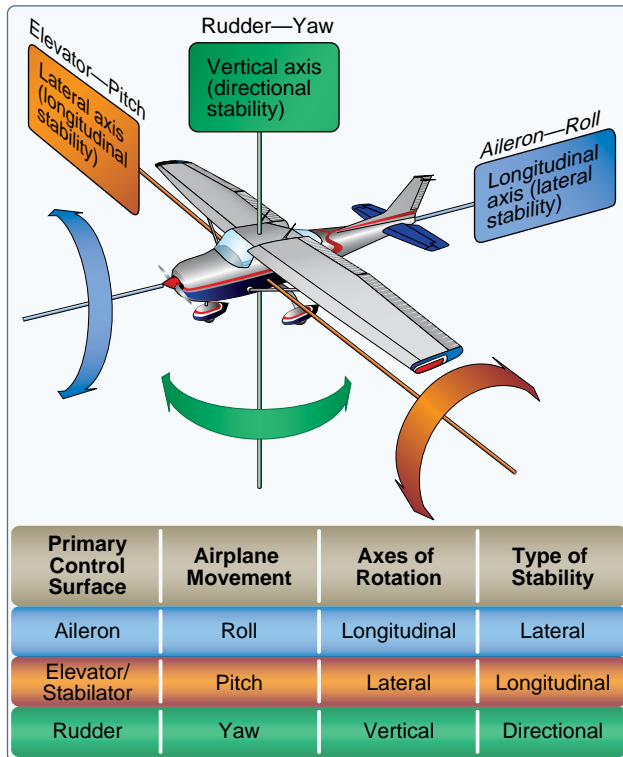 Rudder—Yaw
Vertical axis
(directional
stability)
Elevator—Pitch
Lateral axis
(longitudinal
stability)
Aileron—Roll
Longitudinal
axis (lateral
stability)
Primary
Control
Surface
Airplane
Movement
Axes of
Rotation
Type of
Stability
Aileron
Roll
Longitudinal
Lateral
Elevator/
Stabilator
Pitch
Lateral
Longitudinal
Rudder
Yaw
Vertical
Directional